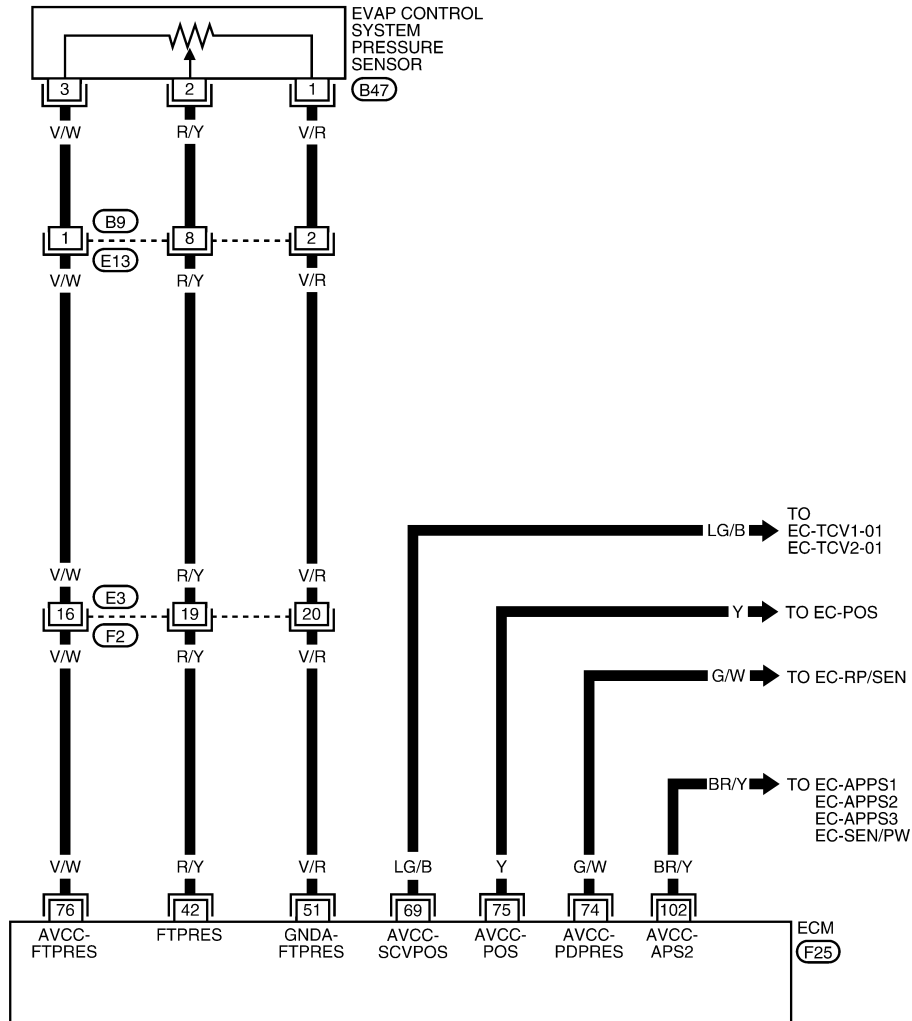 EVAP CONTROL
SYSTEM
PRESSURE
SENSOR
3 2 1 B47
V/W R/Y V/R
B9
1 8 2
E13
V/W R/Y V/R
TO
LG/B EC-TCV1-01
EC-TCV2-01
V/W R/Y V/R
E3
16 19 20
Y TO EC-POS
F2
V/W R/Y V/R
G/W TO EC-RP/SEN
BR/Y TO EC-APPS1
EC-APPS2
EC-APPS3
EC-SEN/PW
V/W R/Y V/R LG/B Y G/W BR/Y
76 42 51 69 75 74 102
AVCC- FTPRES GNDA- AVCC- AVCC- AVCC- AVCC- ECM
FTPRES FTPRES SCVPOS POS PDPRES APS2 F25